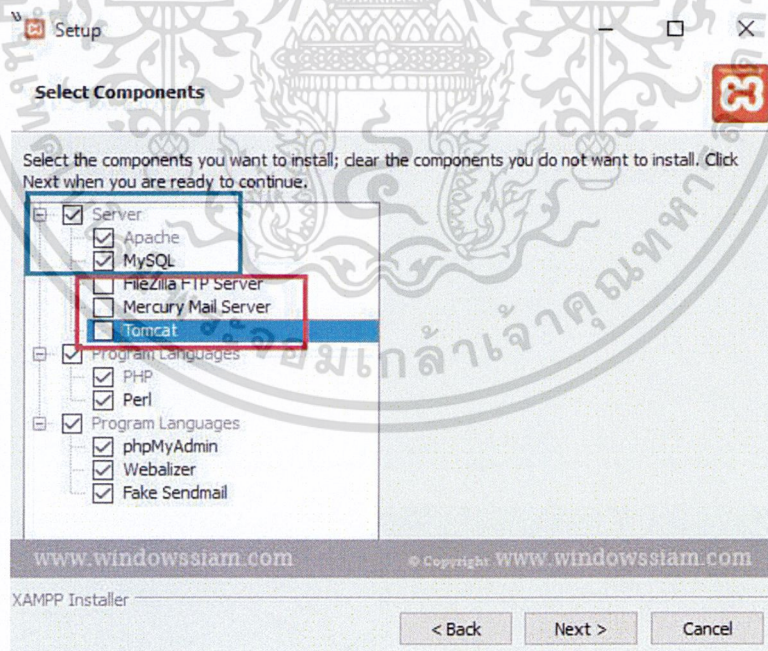 Setup
Select Components
Select the components you want to install; clear the components you do not want to install. Click
Next when you are ready to continue.
Server
Apache
MySQL
FileZilla FTP Server
Mercury Mail Server
Tomcat
Program Languages
PHP
Perl
Program Languages
phpMyAdmin
Webalizer
Fake Sendmail
www.windowssiam.com
© Copyright www.windowssiam.com
XAMPP Installer
< Back
Next >
Cancel